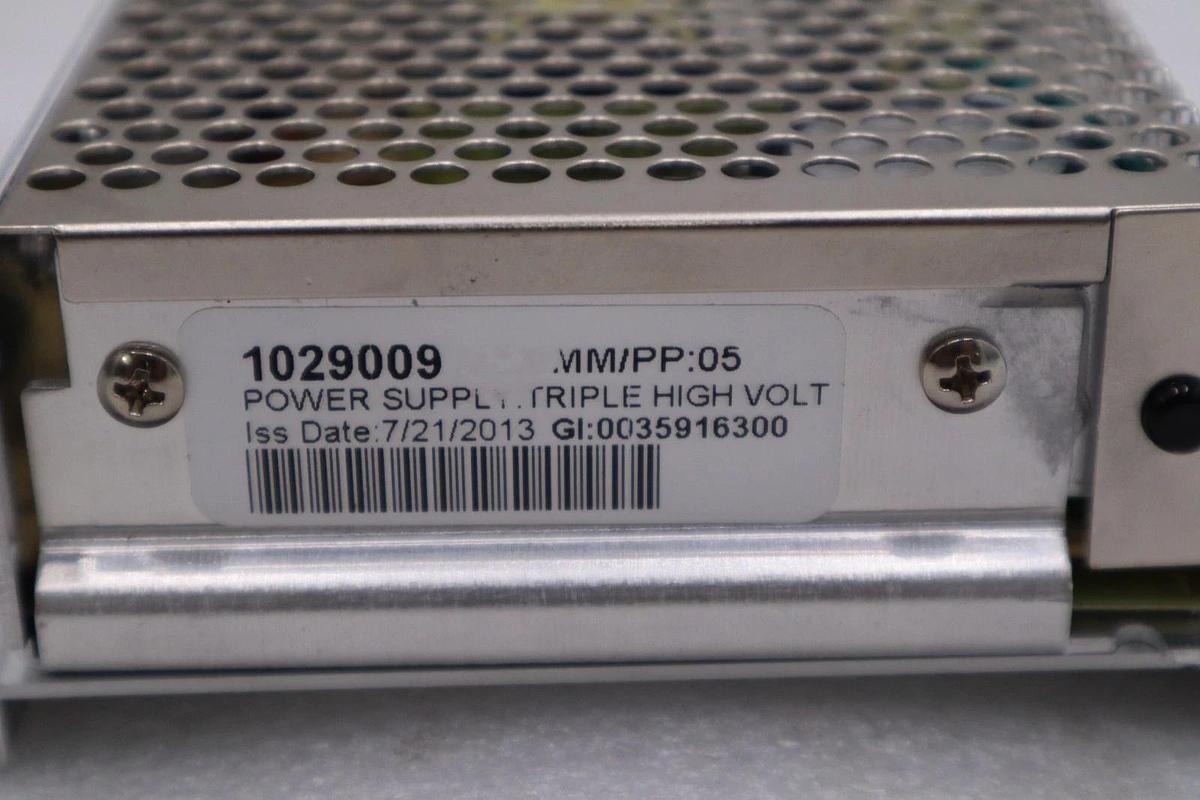 1029009 MM/PP:05
POWER SUPPLY.TRIPLE HIGH VOLT
Iss Date:7/21/2013 GI:0035916300